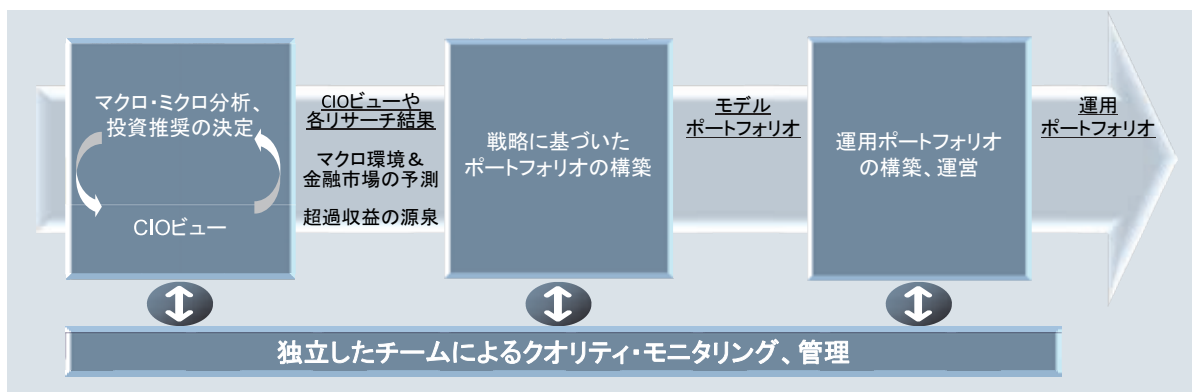 マクロ・ミクロ分析、
投資推奨の決定
CIOビュー
CIOビューや
各リサーチ結果
マクロ環境&
金融市場の予測
超過収益の源泉
戦略に基づいた
ポートフォリオの構築
モデル
ポートフォリオ
運用ポートフォリオ
の構築、運営
運用
ポートフォリオ
独立したチームによるクオリティ・モニタリング、管理